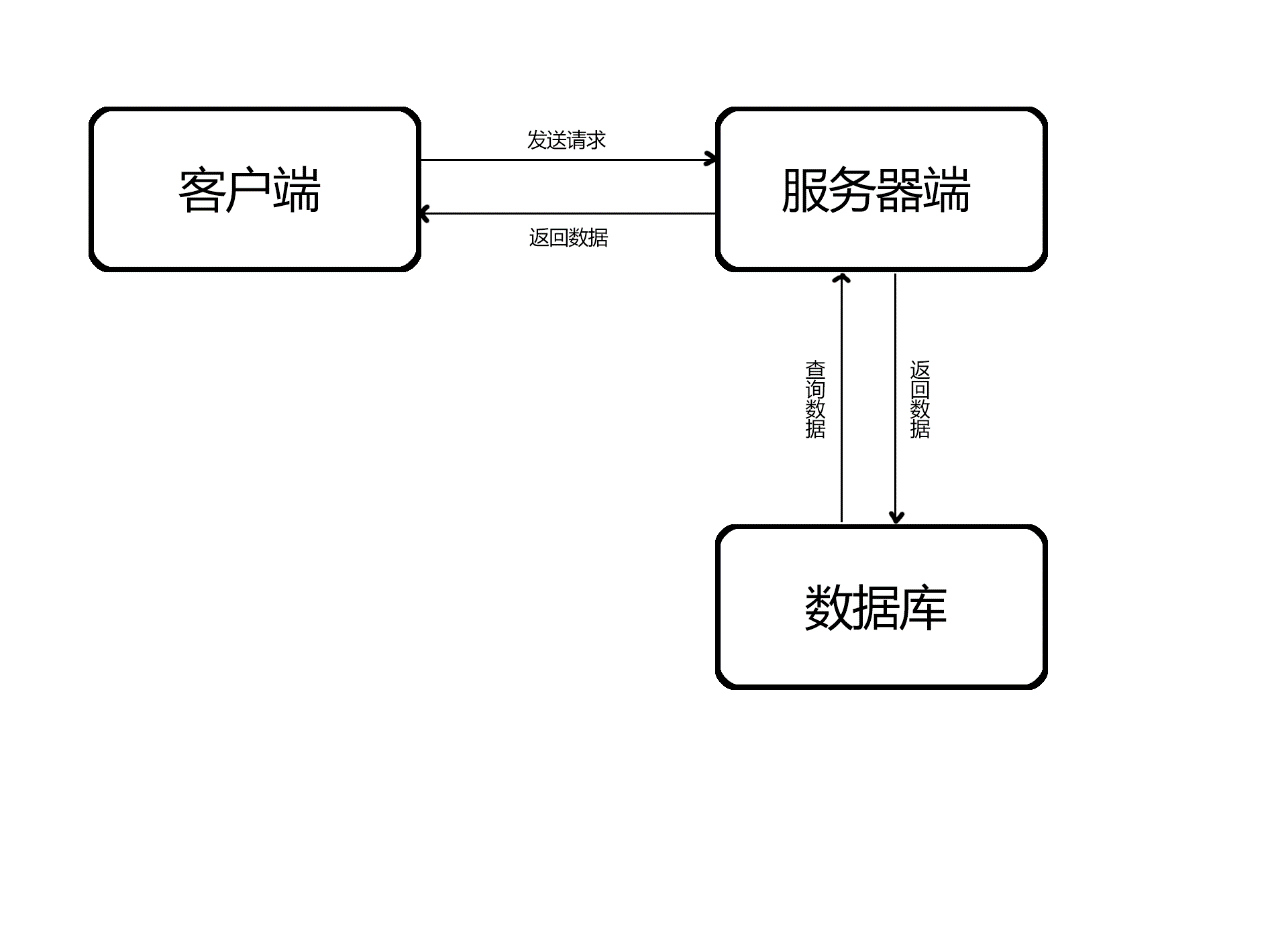 发送请求
客户端
服务器端
返回数据
查询数据
返回数据
数据库